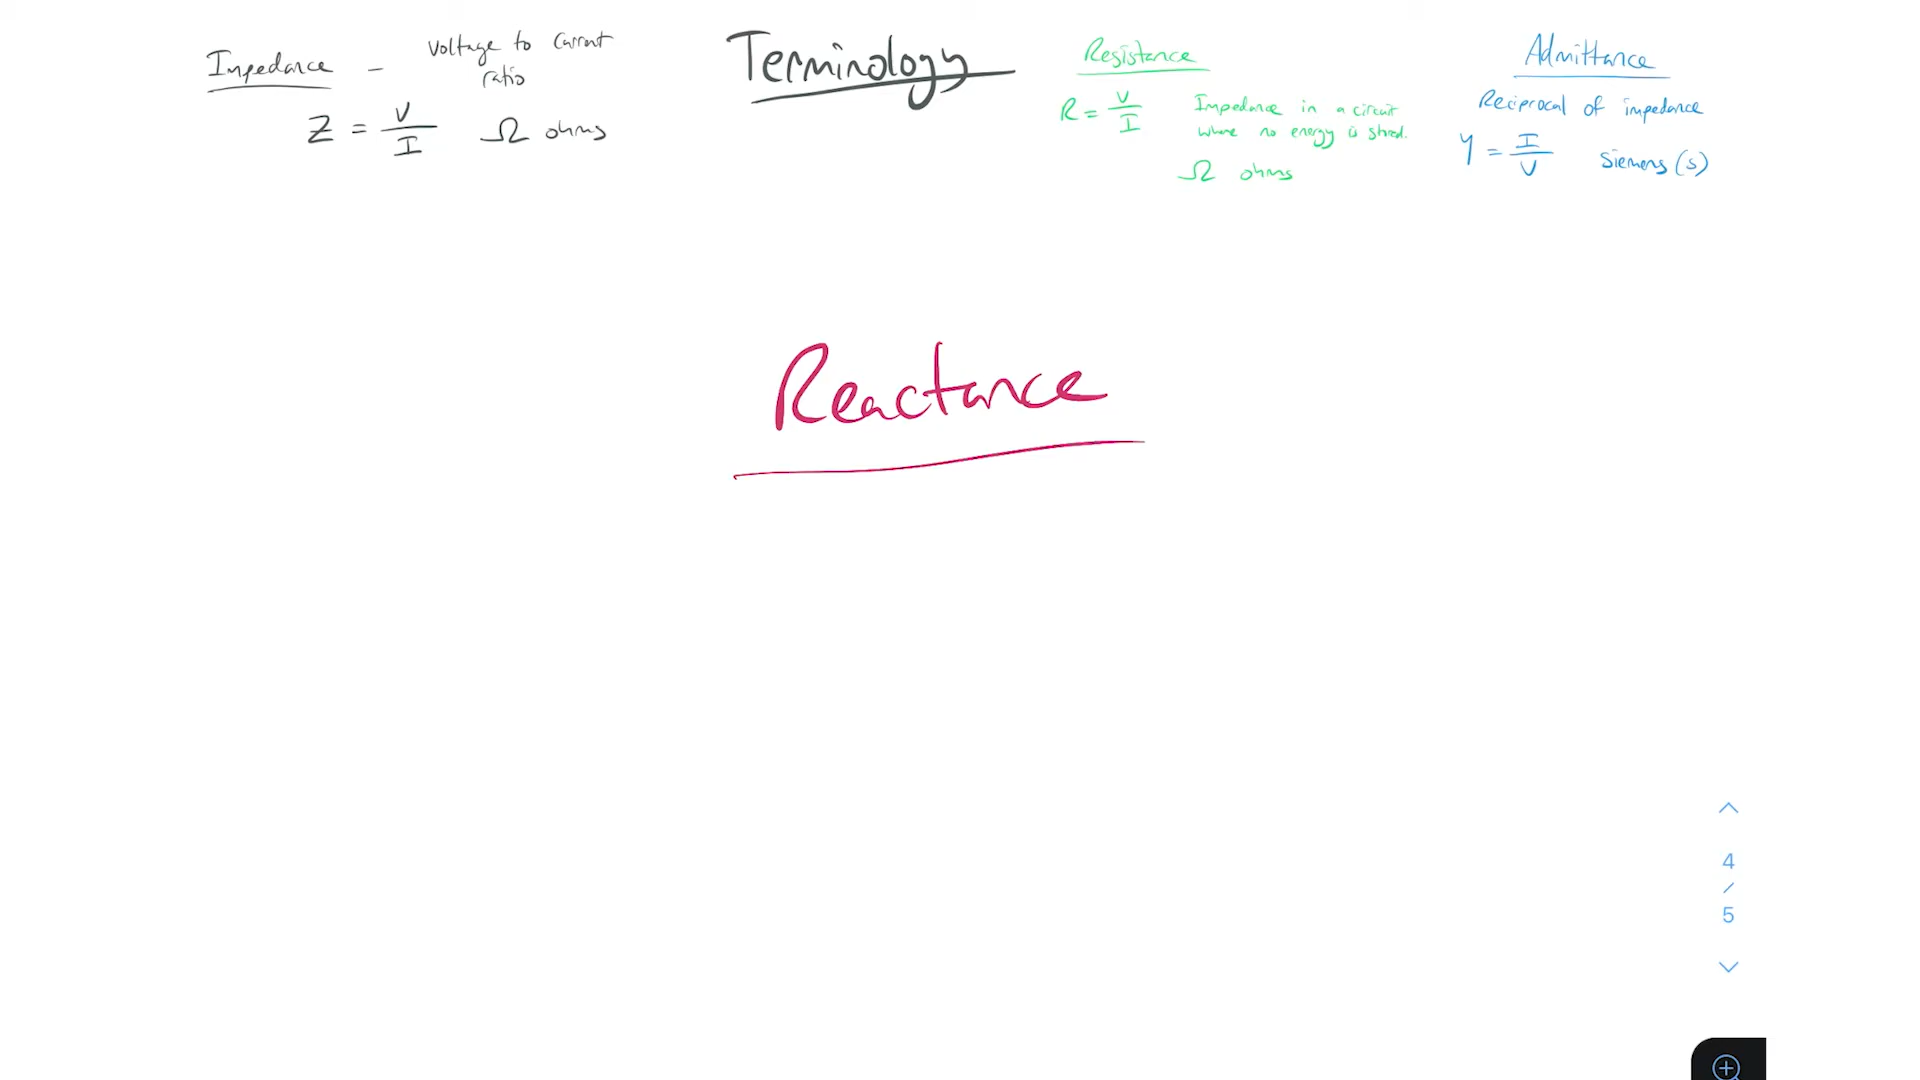 Impedance - Voltage to current
ratio
Z = V/I Ω ohms
Terminology
Resistance
R = V/I Impedance in a circuit
where no energy is stored.
Ω ohms
Admittance
Reciprocal of impedance
Y = I/V Siemens (s)
Reactance
4
/
5